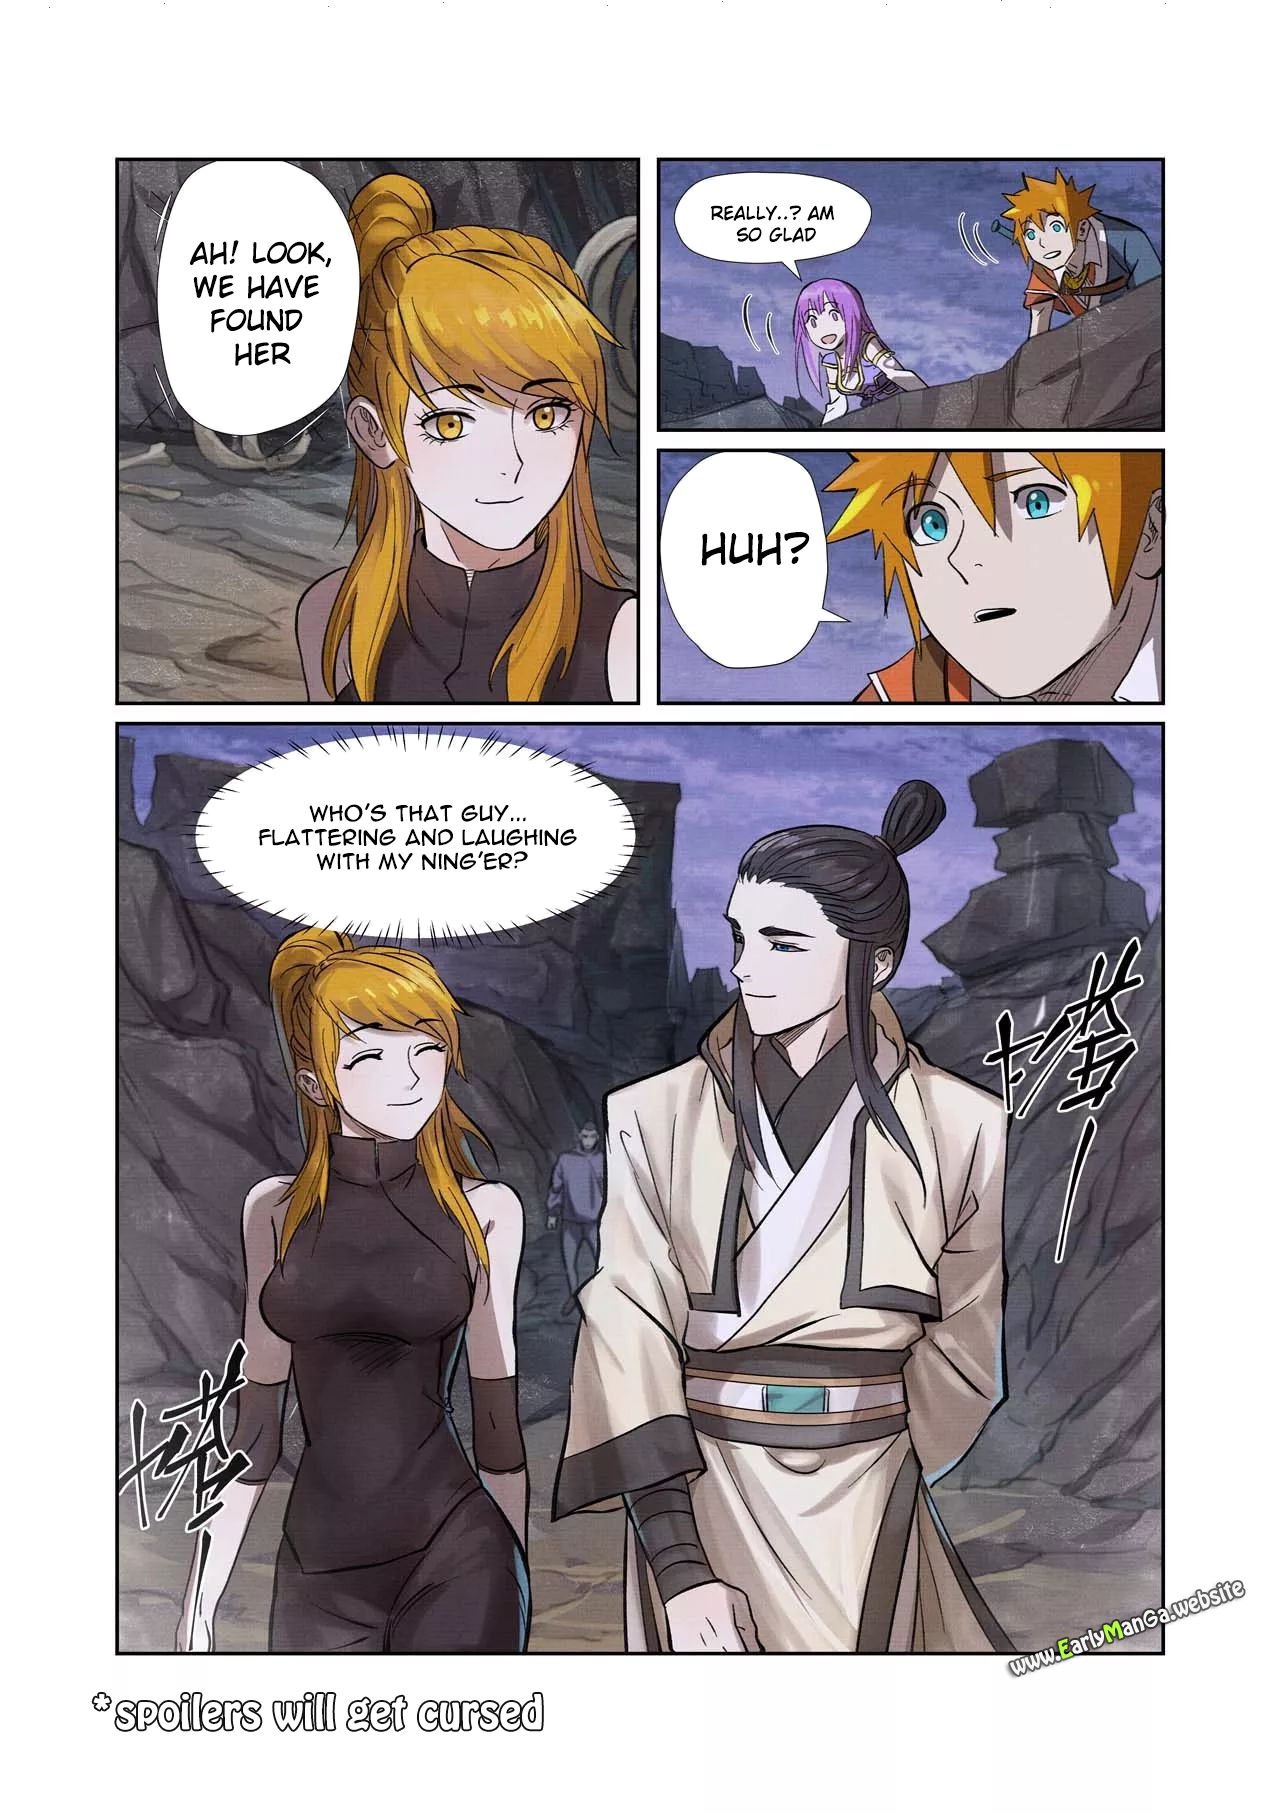 AH! LOOK,
WE HAVE
FOUND
HER
REALLY..? AM
SO GLAD
HUH?
WHO'S THAT GUY...
FLATTERING AND LAUGHING
WITH MY NING'ER?
www.EarlyManGa.website
*spoilers will get cursed